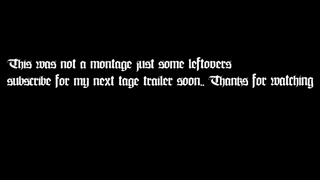 This was not a montage just some leftovers
subscribe for my next tage trailer soon.. Thanks for watching